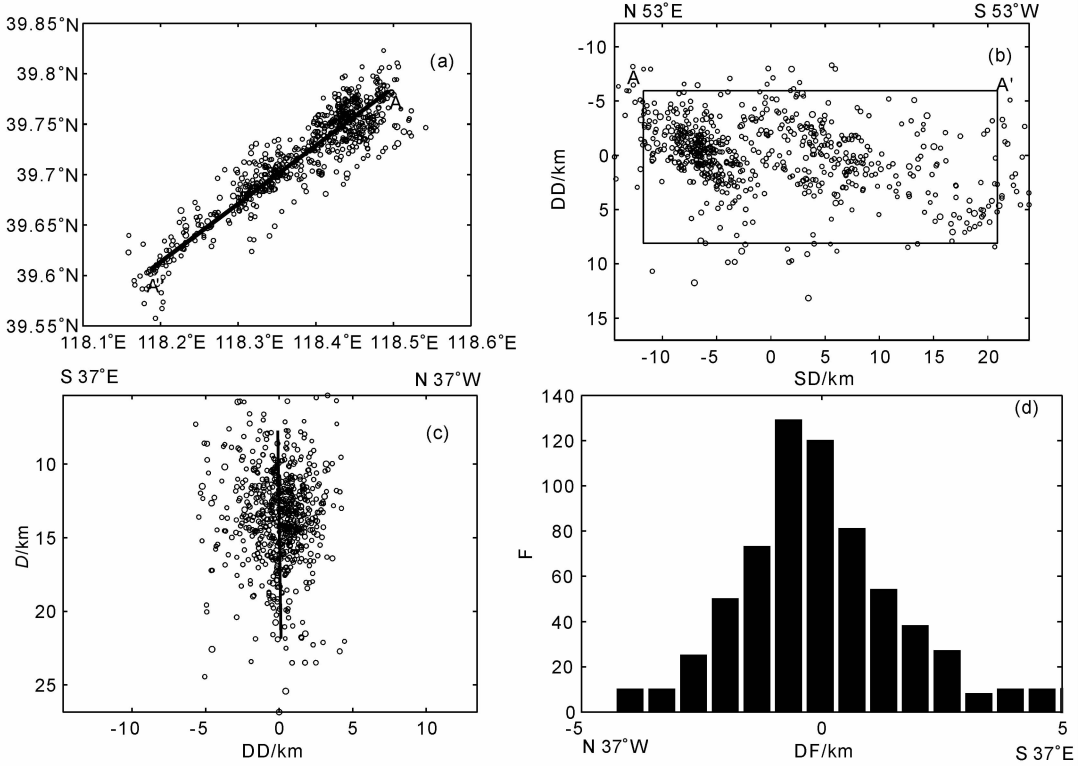 39.85°N
39.8°N
39.75°N
39.7°N
39.65°N
39.6°N
39.55°N
118.1°E 118.2°E 118.3°E 118.4°E 118.5°E 118.6°E
(a)
A
A'
N 53°E S 53°W
(b)
A
A'
DD/km
-10
-5
0
5
10
15
-10 -5 0 5 10 15 20
SD/km
S 37°E N 37°W
(c)
D/km
10
15
20
25
-10 -5 0 5 10
DD/km
(d)
F
140
120
100
80
60
40
20
0
-5 0 5
N 37°W DF/km S 37°E